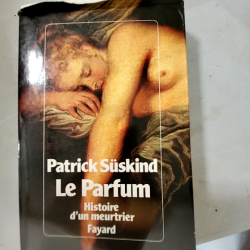 Patrick Süskind
Le Parfum
Histoire
d'un meurtrier
Fayard